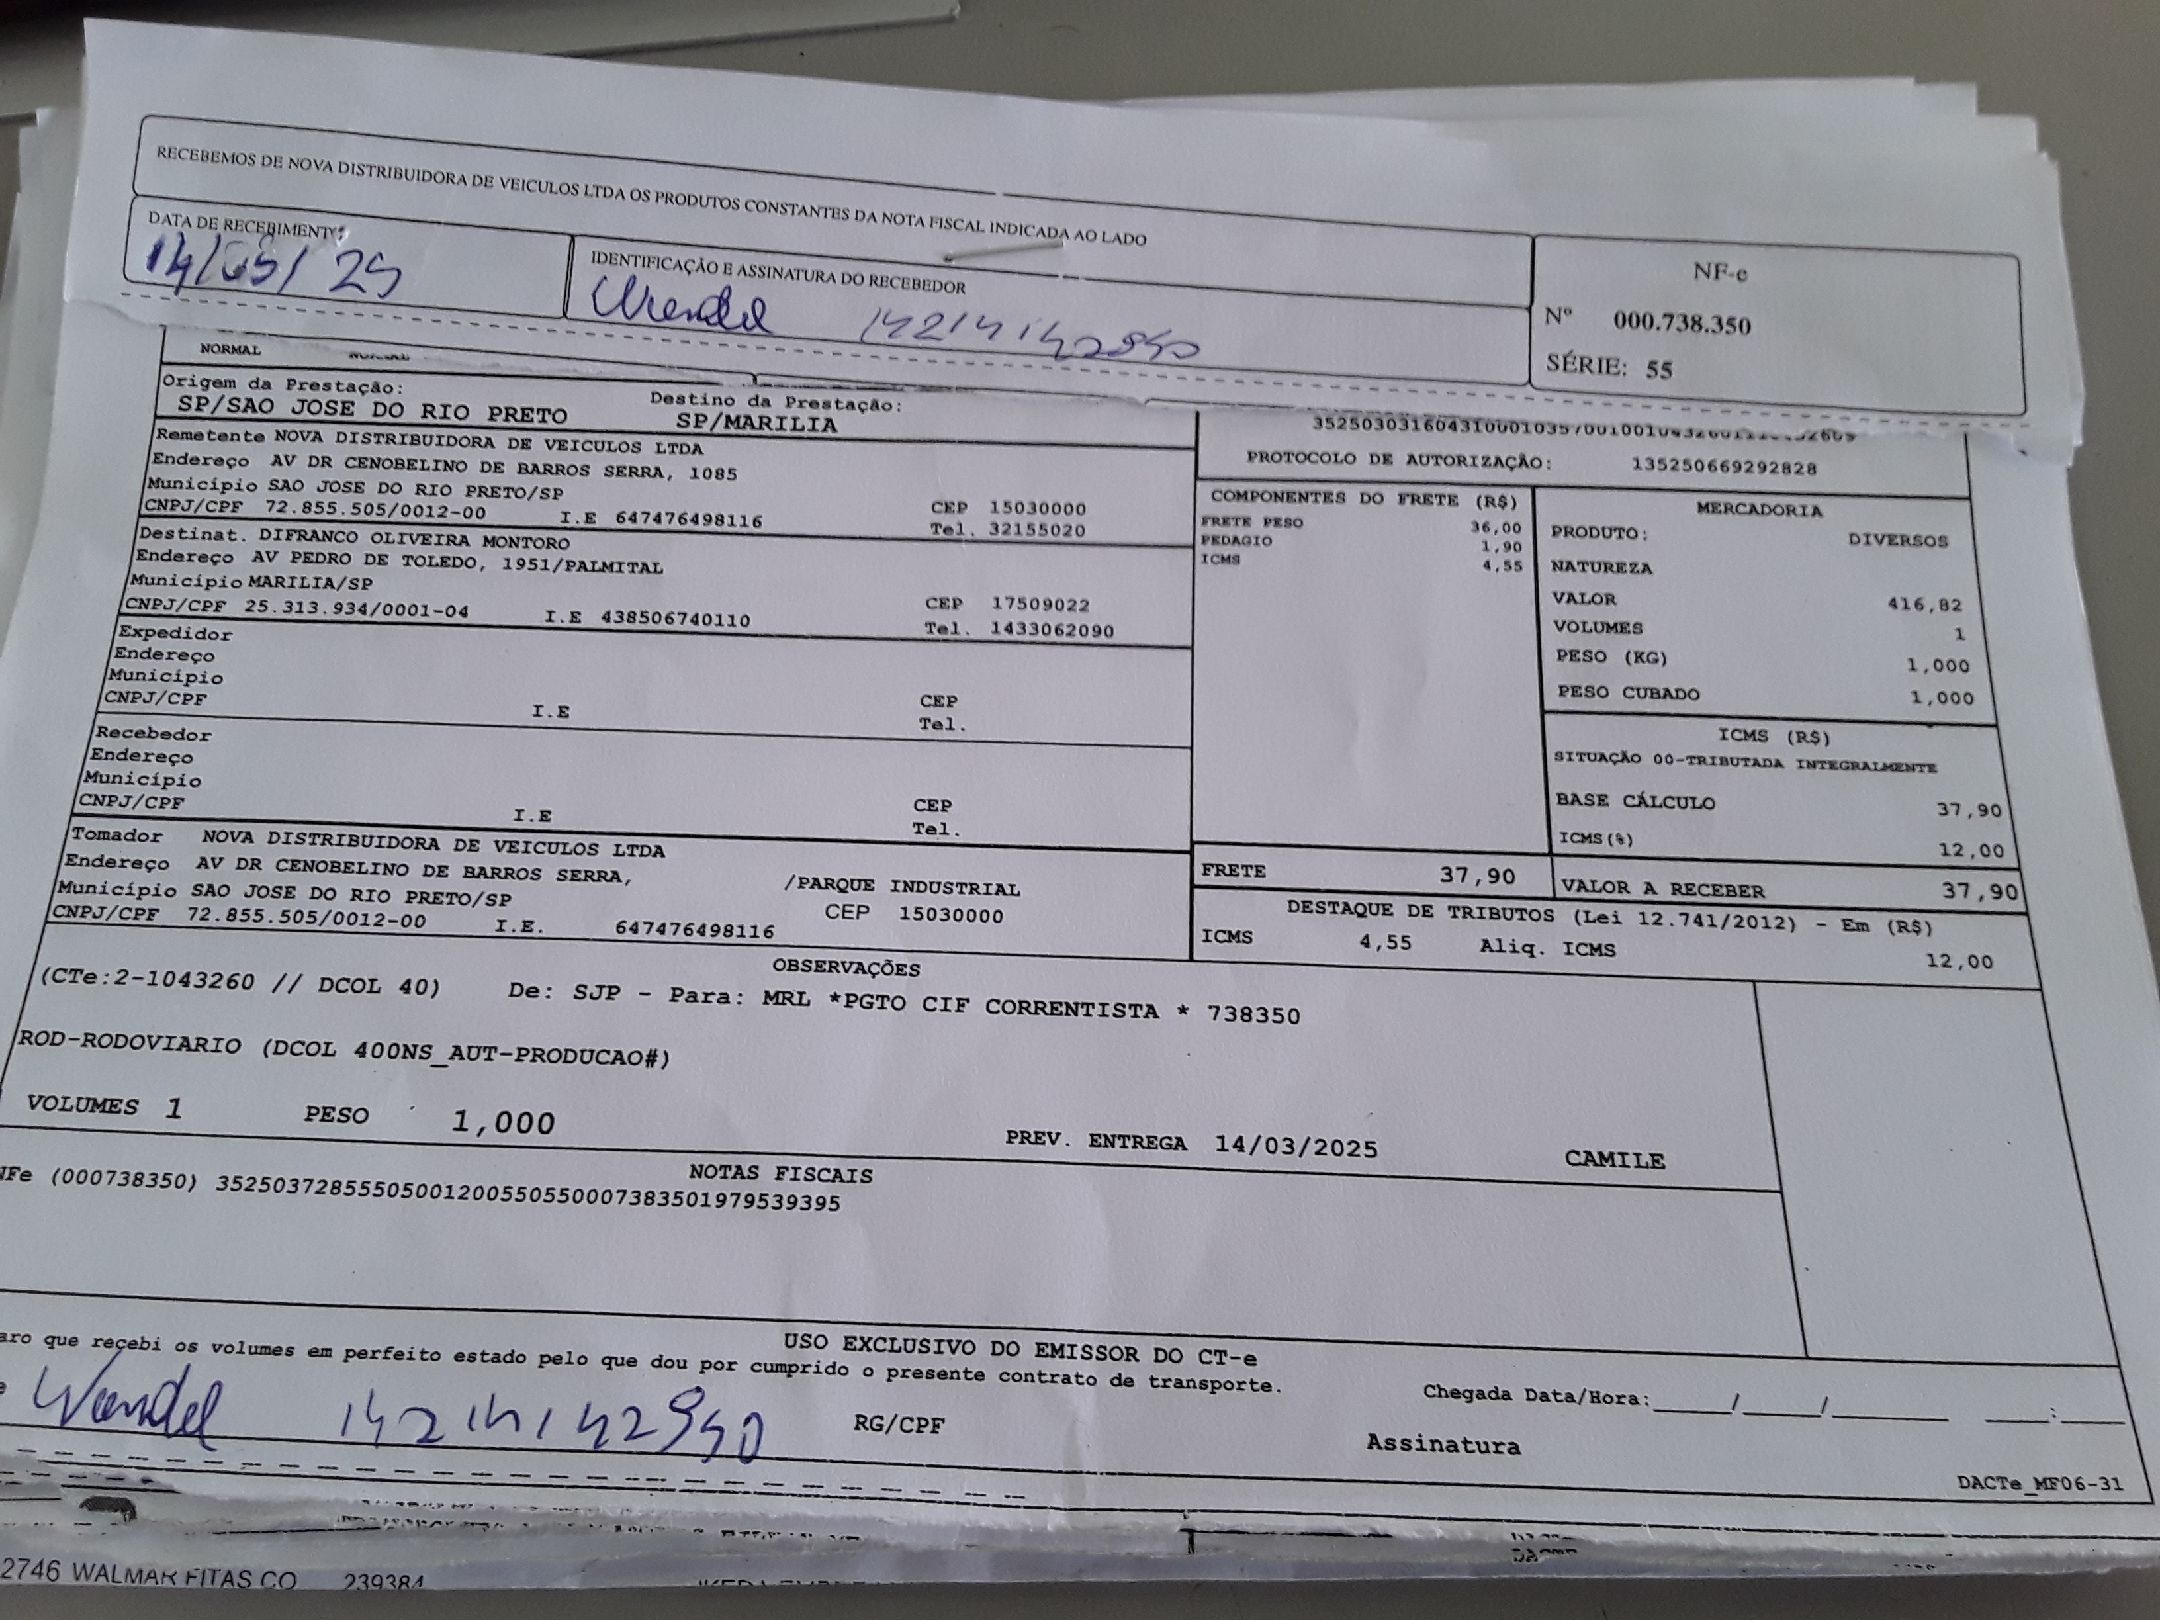 RECEBEMOS DE NOVA DISTRIBUIDORA DE VEICULOS LTDA OS PRODUTOS CONSTANTES DA NOTA FISCAL INDICADA AO LADO
DATA DE RECEBIMENTO
IDENTIFICAÇÃO E ASSINATURA DO RECEBEDOR
Wendel
NF-e
Nº 000.738.350
SÉRIE: 55
NORMAL
Origem da Prestação: Destino da Prestação:
SP/SAO JOSE DO RIO PRETO SP/MARILIA
Remetente NOVA DISTRIBUIDORA DE VEICULOS LTDA
Endereço AV DR CENOBELINO DE BARROS SERRA, 1085
Município SAO JOSE DO RIO PRETO/SP CEP 15030000
CNPJ/CPF 72.855.505/0012-00 I.E 647476498116 Tel. 32155020
Destinat. DIFRANCO OLIVEIRA MONTORO
Endereço AV PEDRO DE TOLEDO, 1951/PALMITAL
Município MARILIA/SP CEP 17509022
CNPJ/CPF 25.313.934/0001-04 I.E 438506740110 Tel. 1433062090
Expedidor
Endereço
Município CEP
CNPJ/CPF I.E Tel.
Recebedor
Endereço
Município CEP
CNPJ/CPF I.E Tel.
Tomador NOVA DISTRIBUIDORA DE VEICULOS LTDA
Endereço AV DR CENOBELINO DE BARROS SERRA, /PARQUE INDUSTRIAL
Município SAO JOSE DO RIO PRETO/SP CEP 15030000
CNPJ/CPF 72.855.505/0012-00 I.E. 647476498116
PROTOCOLO DE AUTORIZAÇÃO: 135250669292828
COMPONENTES DO FRETE (R$)
FRETE PESO 36,00
PEDAGIO 1,90
ICMS 4,55
MERCADORIA
PRODUTO: DIVERSOS
NATUREZA
VALOR 416,82
VOLUMES 1
PESO (KG) 1,000
PESO CUBADO 1,000
ICMS (R$)
SITUAÇÃO 00-TRIBUTADA INTEGRALMENTE
BASE CÁLCULO 37,90
ICMS(%) 12,00
FRETE 37,90 VALOR A RECEBER 37,90
DESTAQUE DE TRIBUTOS (Lei 12.741/2012) - Em (R$)
ICMS 4,55 Aliq. ICMS 12,00
OBSERVAÇÕES
(CTe:2-1043260 // DCOL 40) De: SJP - Para: MRL *PGTO CIF CORRENTISTA * 738350
ROD-RODOVIARIO (DCOL 400NS_AUT-PRODUCAO#)
VOLUMES 1 PESO 1,000 PREV. ENTREGA 14/03/2025 CAMILE
NOTAS FISCAIS
NFe (000738350) 35250372855505001200550550007383501979539395
USO EXCLUSIVO DO EMISSOR DO CT-e
aro que recebi os volumes em perfeito estado pelo que dou por cumprido o presente contrato de transporte.
Chegada Data/Hora:____/____/______ ___:___
Wendel RG/CPF Assinatura
DACTe_MF06-31
2746 WALMAR FITAS CO 239384